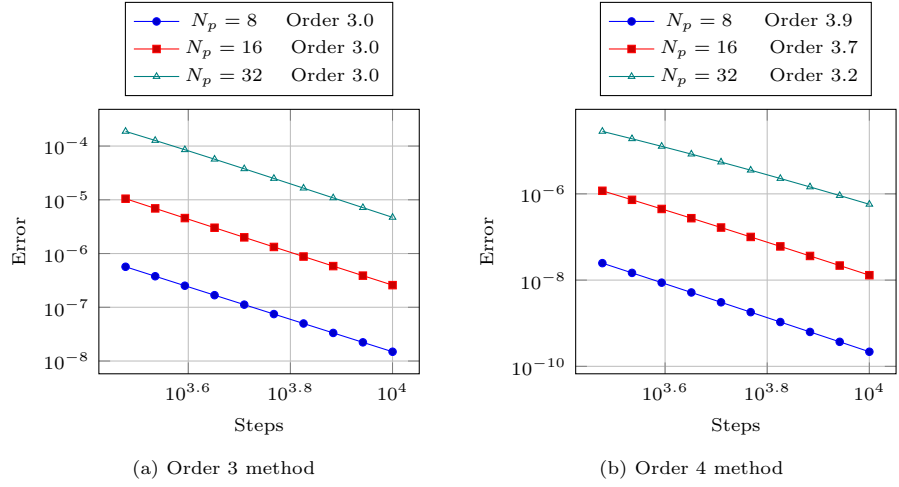 N_p = 8 Order 3.0
N_p = 16 Order 3.0
N_p = 32 Order 3.0
10^{-4}
10^{-5}
10^{-6}
10^{-7}
10^{-8}
Error
10^{3.6} 10^{3.8} 10^4
Steps
(a) Order 3 method
N_p = 8 Order 3.9
N_p = 16 Order 3.7
N_p = 32 Order 3.2
10^{-6}
10^{-8}
10^{-10}
Error
10^{3.6} 10^{3.8} 10^4
Steps
(b) Order 4 method